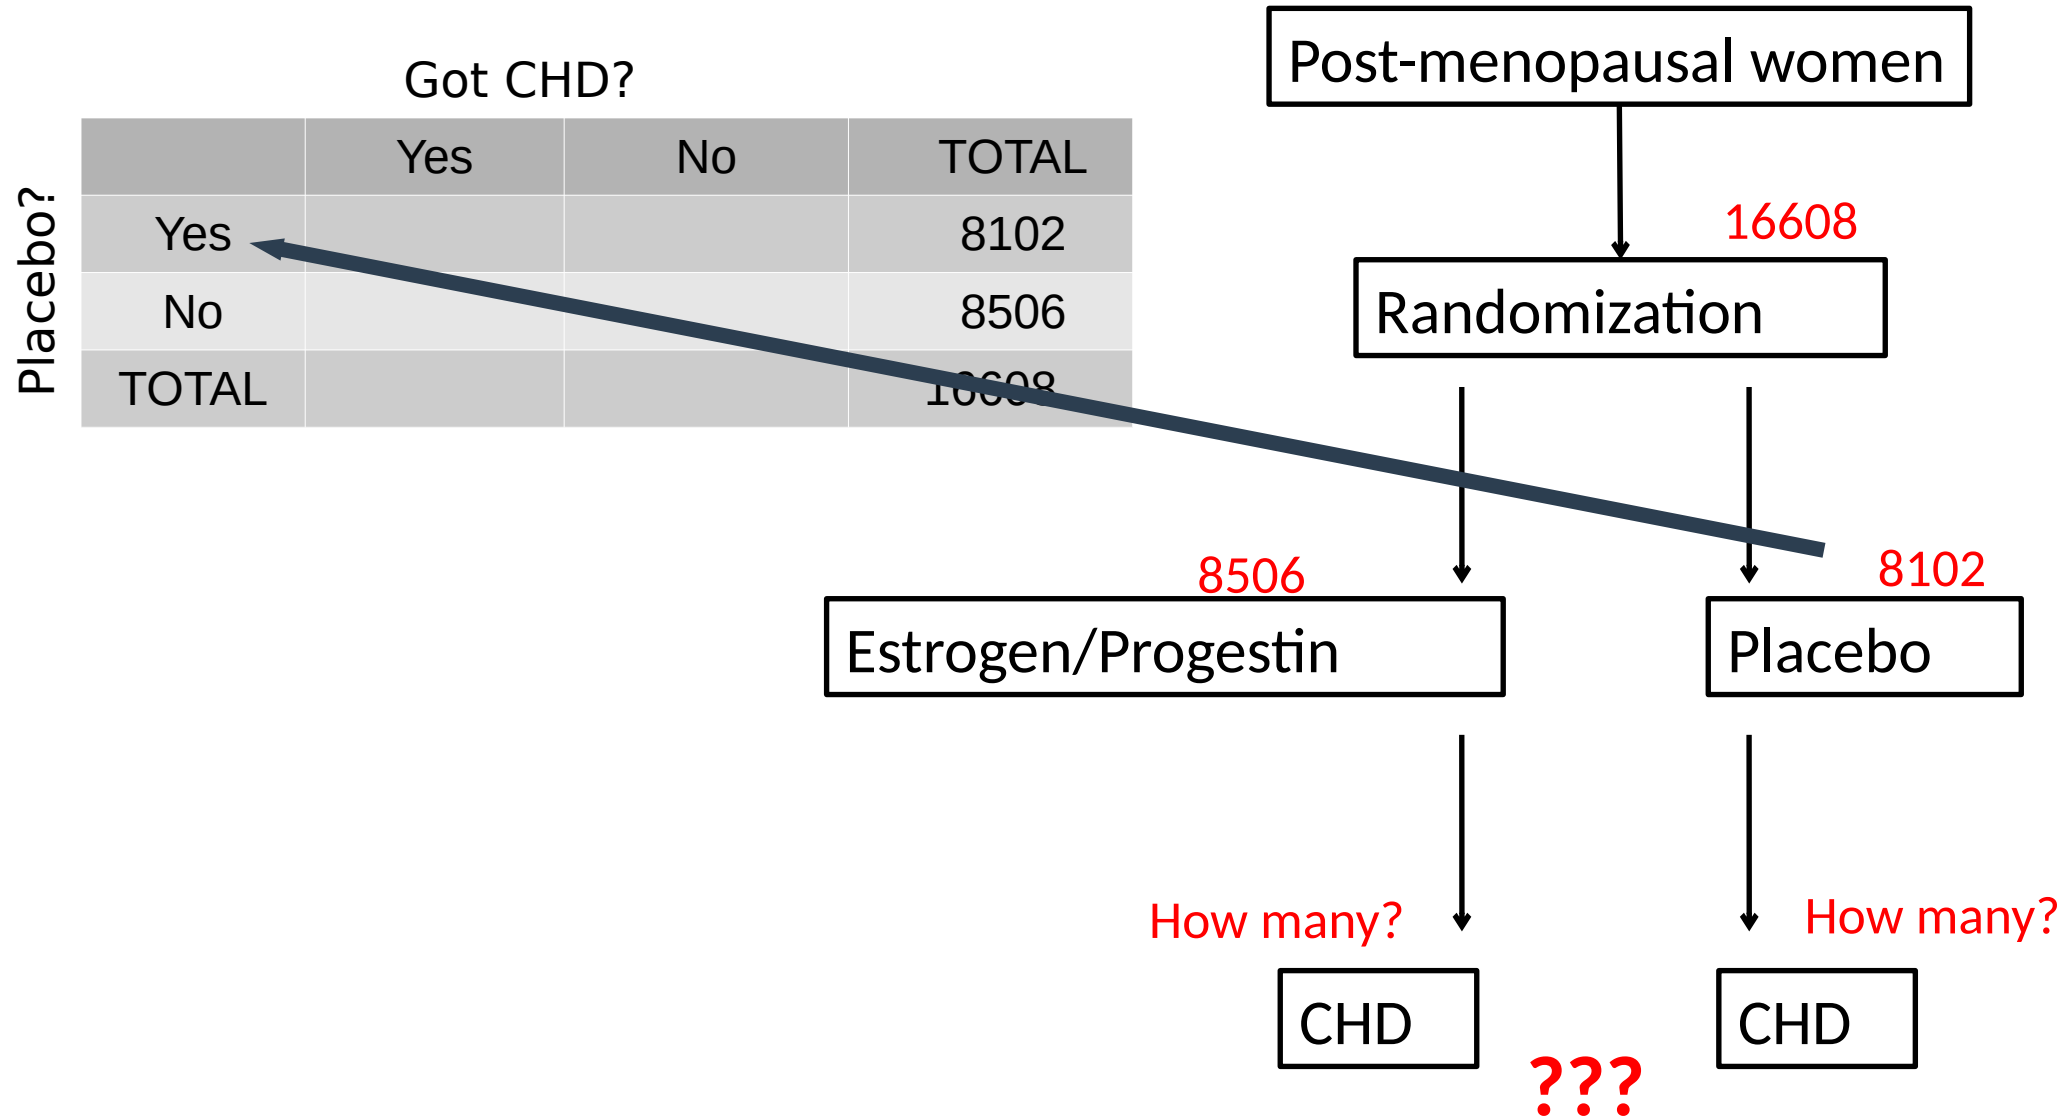 Got CHD?
Placebo?
Yes No TOTAL
Yes 8102
No 8506
TOTAL 16608
Post-menopausal women
16608
Randomization
8506
8102
Estrogen/Progestin
Placebo
How many?
How many?
CHD
CHD
???